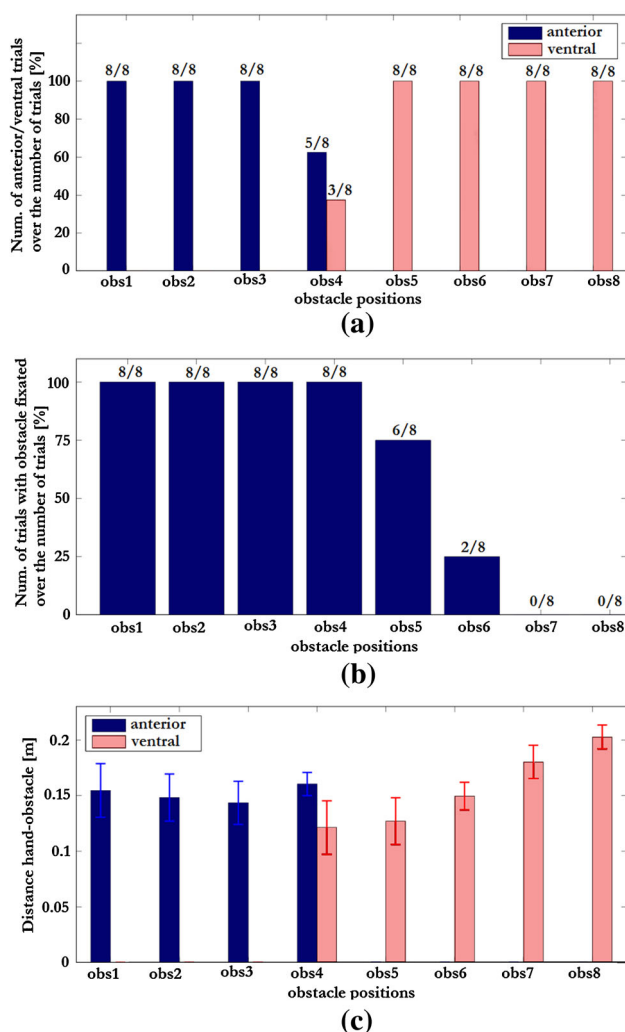 Num. of anterior/ventral trials
over the number of trials [%]
anterior
ventral
100
80
60
40
20
0
8/8 8/8 8/8 5/8 3/8 8/8 8/8 8/8 8/8
obs1 obs2 obs3 obs4 obs5 obs6 obs7 obs8
obstacle positions
(a)
Num. of trials with obstacle fixated
over the number of trials [%]
100
75
50
25
0
8/8 8/8 8/8 8/8 6/8 2/8 0/8 0/8
obs1 obs2 obs3 obs4 obs5 obs6 obs7 obs8
obstacle positions
(b)
Distance hand-obstacle [m]
anterior
ventral
0.2
0.15
0.1
0.05
0
obs1 obs2 obs3 obs4 obs5 obs6 obs7 obs8
obstacle positions
(c)